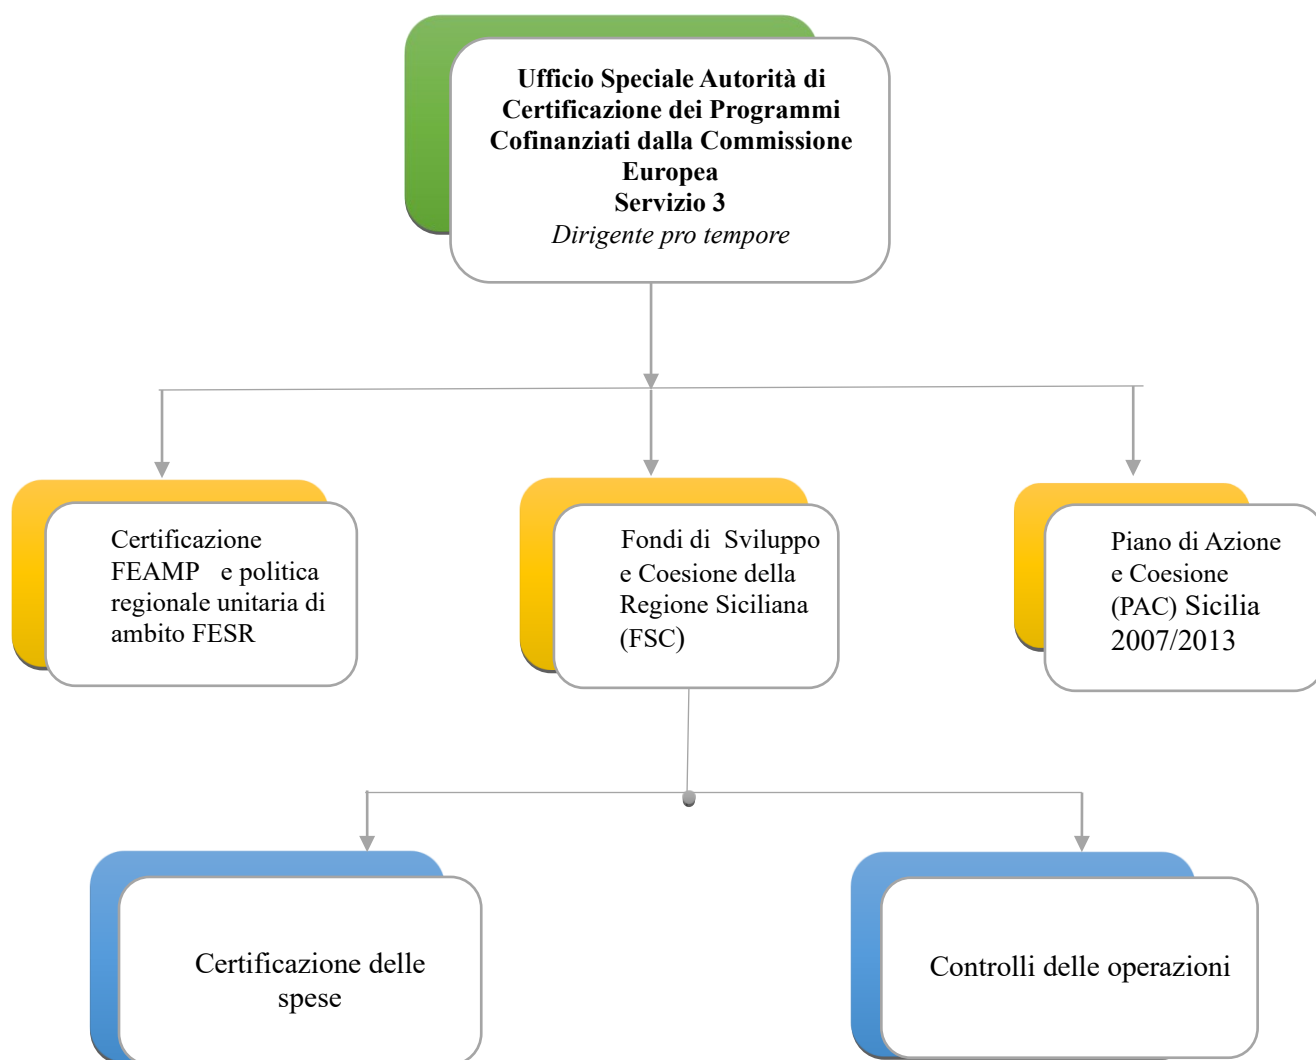 Ufficio Speciale Autorità di
Certificazione dei Programmi
Cofinanziati dalla Commissione
Europea
Servizio 3
Dirigente pro tempore
Certificazione
FEAMP e politica
regionale unitaria di
ambito FESR
Fondi di Sviluppo
e Coesione della
Regione Siciliana
(FSC)
Piano di Azione
e Coesione
(PAC) Sicilia
2007/2013
Certificazione delle
spese
Controlli delle operazioni